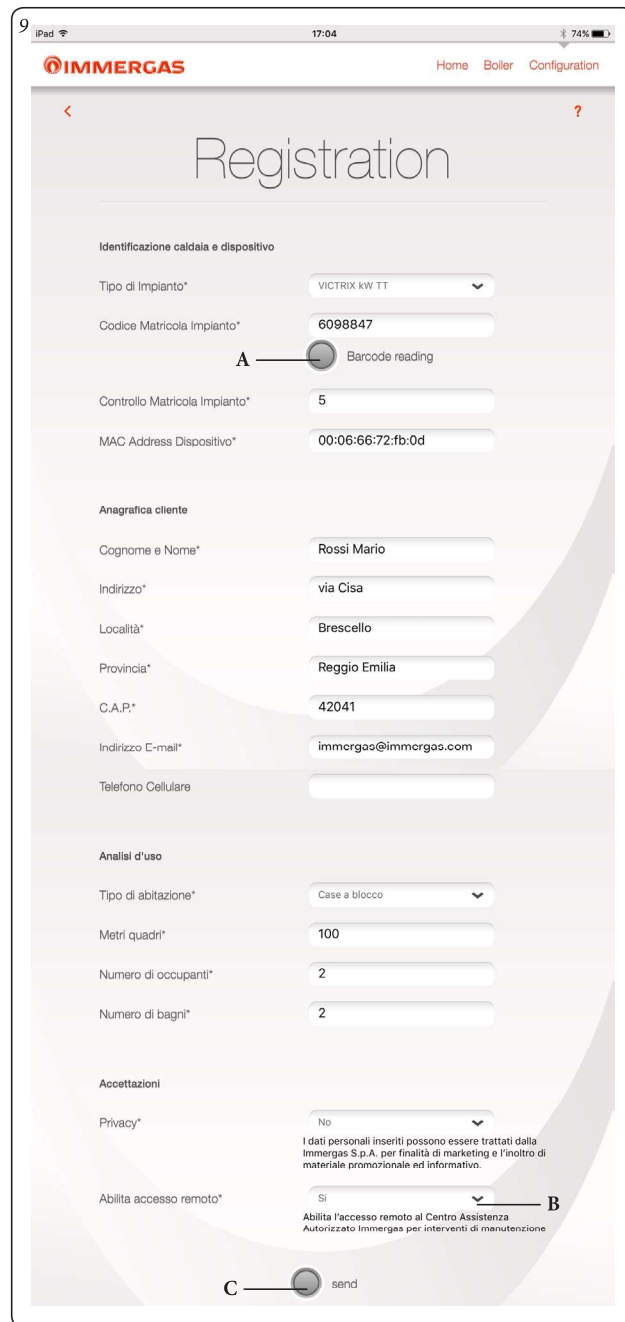 9
iPad 17:04 74%
IMMERGAS Home Boiler Configuration
< ?
Registration
Identificazione caldaia e dispositivo
Tipo di Impianto* VICTRIX kW TT
Codice Matricola Impianto* 6098847
A Barcode reading
Controllo Matricola Impianto* 5
MAC Address Dispositivo* 00:06:66:72:fb:0d
Anagrafica cliente
Cognome e Nome* Rossi Mario
Indirizzo* via Cisa
Località* Brescello
Provincia* Reggio Emilia
C.A.P.* 42041
Indirizzo E-mail* immergas@immergas.com
Telefono Cellulare
Analisi d'uso
Tipo di abitazione* Case a blocco
Metri quadri* 100
Numero di occupanti* 2
Numero di bagni* 2
Accettazioni
Privacy* No
I dati personali inseriti possono essere trattati dalla
Immergas S.p.A. per finalità di marketing e l'inoltro di
materiale promozionale ed informativo.
Abilita accesso remoto* Si B
Abilita l'accesso remoto al Centro Assistenza
Autorizzato Immergas per interventi di manutenzione
C send